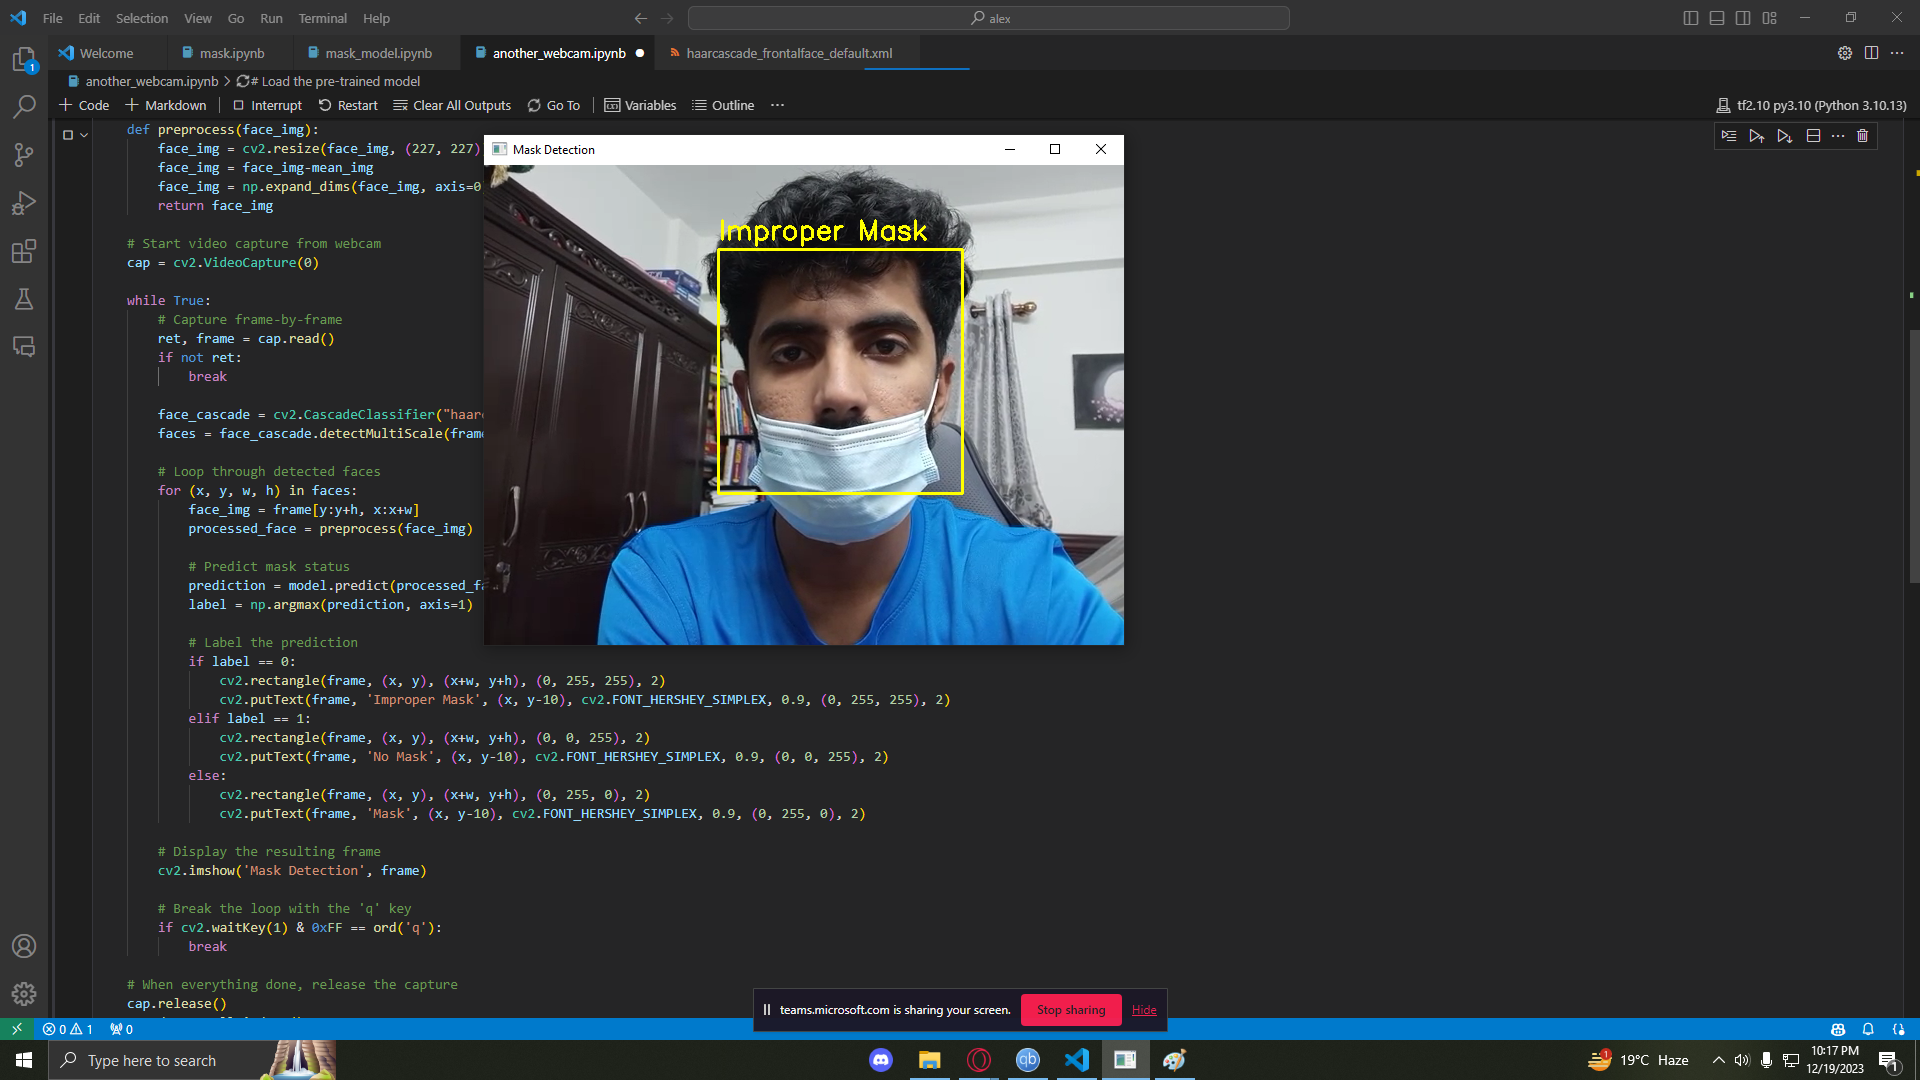 File Edit Selection View Go Run Terminal Help
alex
Welcome
mask.ipynb
mask_model.ipynb
another_webcam.ipynb
haarcascade_frontalface_default.xml
another_webcam.ipynb > # Load the pre-trained model
Code Markdown Interrupt Restart Clear All Outputs Go To Variables Outline ...
tf2.10 py3.10 (Python 3.10.13)
def preprocess(face_img):
face_img = cv2.resize(face_img, (227, 227)
face_img = face_img-mean_img
face_img = np.expand_dims(face_img, axis=0
return face_img
# Start video capture from webcam
cap = cv2.VideoCapture(0)
while True:
# Capture frame-by-frame
ret, frame = cap.read()
if not ret:
break
face_cascade = cv2.CascadeClassifier("haar
faces = face_cascade.detectMultiScale(frame
# Loop through detected faces
for (x, y, w, h) in faces:
face_img = frame[y:y+h, x:x+w]
processed_face = preprocess(face_img)
# Predict mask status
prediction = model.predict(processed_fa
label = np.argmax(prediction, axis=1)
# Label the prediction
if label == 0:
cv2.rectangle(frame, (x, y), (x+w, y+h), (0, 255, 255), 2)
cv2.putText(frame, 'Improper Mask', (x, y-10), cv2.FONT_HERSHEY_SIMPLEX, 0.9, (0, 255, 255), 2)
elif label == 1:
cv2.rectangle(frame, (x, y), (x+w, y+h), (0, 0, 255), 2)
cv2.putText(frame, 'No Mask', (x, y-10), cv2.FONT_HERSHEY_SIMPLEX, 0.9, (0, 0, 255), 2)
else:
cv2.rectangle(frame, (x, y), (x+w, y+h), (0, 255, 0), 2)
cv2.putText(frame, 'Mask', (x, y-10), cv2.FONT_HERSHEY_SIMPLEX, 0.9, (0, 255, 0), 2)
# Display the resulting frame
cv2.imshow('Mask Detection', frame)
# Break the loop with the 'q' key
if cv2.waitKey(1) & 0xFF == ord('q'):
break
# When everything done, release the capture
cap.release()
Mask Detection
Improper Mask
teams.microsoft.com is sharing your screen.
Stop sharing
Hide
0 1 0
Type here to search
qb
1
19°C Haze
10:17 PM
12/19/2023
1